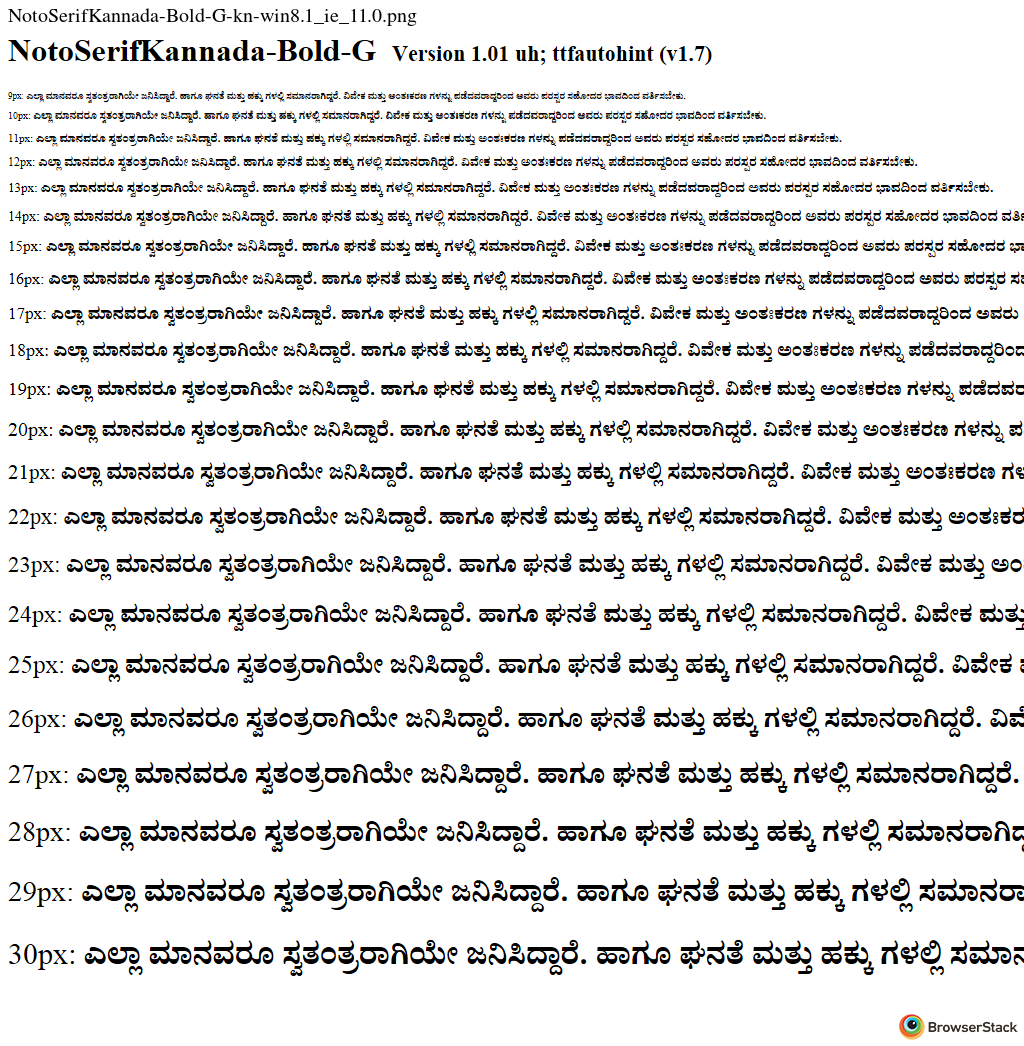 NotoSerifKannada-Bold-G-kn-win8.1_ie_11.0.png
NotoSerifKannada-Bold-G Version 1.01 uh; ttfautohint (v1.7)
9px: ಎಲ್ಲಾ ಮಾನವರೂ ಸ್ವತಂತ್ರರಾಗಿಯೇ ಜನಿಸಿದ್ದಾರೆ. ಹಾಗೂ ಘನತೆ ಮತ್ತು ಹಕ್ಕು ಗಳಲ್ಲಿ ಸಮಾನರಾಗಿದ್ದರೆ. ವಿವೇಕ ಮತ್ತು ಅಂತಃಕರಣ ಗಳನ್ನು ಪಡೆದವರಾದ್ದರಿಂದ ಅವರು ಪರಸ್ಪರ ಸಹೋದರ ಭಾವದಿಂದ ವರ್ತಿಸಬೇಕು.
10px: ಎಲ್ಲಾ ಮಾನವರೂ ಸ್ವತಂತ್ರರಾಗಿಯೇ ಜನಿಸಿದ್ದಾರೆ. ಹಾಗೂ ಘನತೆ ಮತ್ತು ಹಕ್ಕು ಗಳಲ್ಲಿ ಸಮಾನರಾಗಿದ್ದರೆ. ವಿವೇಕ ಮತ್ತು ಅಂತಃಕರಣ ಗಳನ್ನು ಪಡೆದವರಾದ್ದರಿಂದ ಅವರು ಪರಸ್ಪರ ಸಹೋದರ ಭಾವದಿಂದ ವರ್ತಿಸಬೇಕು.
11px: ಎಲ್ಲಾ ಮಾನವರೂ ಸ್ವತಂತ್ರರಾಗಿಯೇ ಜನಿಸಿದ್ದಾರೆ. ಹಾಗೂ ಘನತೆ ಮತ್ತು ಹಕ್ಕು ಗಳಲ್ಲಿ ಸಮಾನರಾಗಿದ್ದರೆ. ವಿವೇಕ ಮತ್ತು ಅಂತಃಕರಣ ಗಳನ್ನು ಪಡೆದವರಾದ್ದರಿಂದ ಅವರು ಪರಸ್ಪರ ಸಹೋದರ ಭಾವದಿಂದ ವರ್ತಿಸಬೇಕು.
12px: ಎಲ್ಲಾ ಮಾನವರೂ ಸ್ವತಂತ್ರರಾಗಿಯೇ ಜನಿಸಿದ್ದಾರೆ. ಹಾಗೂ ಘನತೆ ಮತ್ತು ಹಕ್ಕು ಗಳಲ್ಲಿ ಸಮಾನರಾಗಿದ್ದರೆ. ವಿವೇಕ ಮತ್ತು ಅಂತಃಕರಣ ಗಳನ್ನು ಪಡೆದವರಾದ್ದರಿಂದ ಅವರು ಪರಸ್ಪರ ಸಹೋದರ ಭಾವದಿಂದ ವರ್ತಿಸಬೇಕು.
13px: ಎಲ್ಲಾ ಮಾನವರೂ ಸ್ವತಂತ್ರರಾಗಿಯೇ ಜನಿಸಿದ್ದಾರೆ. ಹಾಗೂ ಘನತೆ ಮತ್ತು ಹಕ್ಕು ಗಳಲ್ಲಿ ಸಮಾನರಾಗಿದ್ದರೆ. ವಿವೇಕ ಮತ್ತು ಅಂತಃಕರಣ ಗಳನ್ನು ಪಡೆದವರಾದ್ದರಿಂದ ಅವರು ಪರಸ್ಪರ ಸಹೋದರ ಭಾವದಿಂದ ವರ್ತಿಸಬೇಕು.
14px: ಎಲ್ಲಾ ಮಾನವರೂ ಸ್ವತಂತ್ರರಾಗಿಯೇ ಜನಿಸಿದ್ದಾರೆ. ಹಾಗೂ ಘನತೆ ಮತ್ತು ಹಕ್ಕು ಗಳಲ್ಲಿ ಸಮಾನರಾಗಿದ್ದರೆ. ವಿವೇಕ ಮತ್ತು ಅಂತಃಕರಣ ಗಳನ್ನು ಪಡೆದವರಾದ್ದರಿಂದ ಅವರು ಪರಸ್ಪರ ಸಹೋದರ ಭಾವದಿಂದ
15px: ಎಲ್ಲಾ ಮಾನವರೂ ಸ್ವತಂತ್ರರಾಗಿಯೇ ಜನಿಸಿದ್ದಾರೆ. ಹಾಗೂ ಘನತೆ ಮತ್ತು ಹಕ್ಕು ಗಳಲ್ಲಿ ಸಮಾನರಾಗಿದ್ದರೆ. ವಿವೇಕ ಮತ್ತು ಅಂತಃಕರಣ ಗಳನ್ನು ಪಡೆದವರಾದ್ದರಿಂದ ಅವರು ಪರಸ್ಪರ ಸಹೋದರ
16px: ಎಲ್ಲಾ ಮಾನವರೂ ಸ್ವತಂತ್ರರಾಗಿಯೇ ಜನಿಸಿದ್ದಾರೆ. ಹಾಗೂ ಘನತೆ ಮತ್ತು ಹಕ್ಕು ಗಳಲ್ಲಿ ಸಮಾನರಾಗಿದ್ದರೆ. ವಿವೇಕ ಮತ್ತು ಅಂತಃಕರಣ ಗಳನ್ನು ಪಡೆದವರಾದ್ದರಿಂದ ಅವರು ಪರಸ್ಪರ
17px: ಎಲ್ಲಾ ಮಾನವರೂ ಸ್ವತಂತ್ರರಾಗಿಯೇ ಜನಿಸಿದ್ದಾರೆ. ಹಾಗೂ ಘನತೆ ಮತ್ತು ಹಕ್ಕು ಗಳಲ್ಲಿ ಸಮಾನರಾಗಿದ್ದರೆ. ವಿವೇಕ ಮತ್ತು ಅಂತಃಕರಣ ಗಳನ್ನು ಪಡೆದವರಾದ್ದರಿಂದ ಅವರು
18px: ಎಲ್ಲಾ ಮಾನವರೂ ಸ್ವತಂತ್ರರಾಗಿಯೇ ಜನಿಸಿದ್ದಾರೆ. ಹಾಗೂ ಘನತೆ ಮತ್ತು ಹಕ್ಕು ಗಳಲ್ಲಿ ಸಮಾನರಾಗಿದ್ದರೆ. ವಿವೇಕ ಮತ್ತು ಅಂತಃಕರಣ ಗಳನ್ನು
19px: ಎಲ್ಲಾ ಮಾನವರೂ ಸ್ವತಂತ್ರರಾಗಿಯೇ ಜನಿಸಿದ್ದಾರೆ. ಹಾಗೂ ಘನತೆ ಮತ್ತು ಹಕ್ಕು ಗಳಲ್ಲಿ ಸಮಾನರಾಗಿದ್ದರೆ. ವಿವೇಕ ಮತ್ತು ಅಂತಃಕರಣ ಗಳನ್ನು
20px: ಎಲ್ಲಾ ಮಾನವರೂ ಸ್ವತಂತ್ರರಾಗಿಯೇ ಜನಿಸಿದ್ದಾರೆ. ಹಾಗೂ ಘನತೆ ಮತ್ತು ಹಕ್ಕು ಗಳಲ್ಲಿ ಸಮಾನರಾಗಿದ್ದರೆ. ವಿವೇಕ ಮತ್ತು ಅಂತಃಕರಣ ಗಳನ್ನು
21px: ಎಲ್ಲಾ ಮಾನವರೂ ಸ್ವತಂತ್ರರಾಗಿಯೇ ಜನಿಸಿದ್ದಾರೆ. ಹಾಗೂ ಘನತೆ ಮತ್ತು ಹಕ್ಕು ಗಳಲ್ಲಿ ಸಮಾನರಾಗಿದ್ದರೆ. ವಿವೇಕ ಮತ್ತು ಅಂತಃಕರಣ
22px: ಎಲ್ಲಾ ಮಾನವರೂ ಸ್ವತಂತ್ರರಾಗಿಯೇ ಜನಿಸಿದ್ದಾರೆ. ಹಾಗೂ ಘನತೆ ಮತ್ತು ಹಕ್ಕು ಗಳಲ್ಲಿ ಸಮಾನರಾಗಿದ್ದರೆ. ವಿವೇಕ ಮತ್ತು
23px: ಎಲ್ಲಾ ಮಾನವರೂ ಸ್ವತಂತ್ರರಾಗಿಯೇ ಜನಿಸಿದ್ದಾರೆ. ಹಾಗೂ ಘನತೆ ಮತ್ತು ಹಕ್ಕು ಗಳಲ್ಲಿ ಸಮಾನರಾಗಿದ್ದರೆ. ವಿವೇಕ ಮತ್ತು
24px: ಎಲ್ಲಾ ಮಾನವರೂ ಸ್ವತಂತ್ರರಾಗಿಯೇ ಜನಿಸಿದ್ದಾರೆ. ಹಾಗೂ ಘನತೆ ಮತ್ತು ಹಕ್ಕು ಗಳಲ್ಲಿ ಸಮಾನರಾಗಿದ್ದರೆ. ವಿವೇಕ ಮತ್ತು
25px: ಎಲ್ಲಾ ಮಾನವರೂ ಸ್ವತಂತ್ರರಾಗಿಯೇ ಜನಿಸಿದ್ದಾರೆ. ಹಾಗೂ ಘನತೆ ಮತ್ತು ಹಕ್ಕು ಗಳಲ್ಲಿ ಸಮಾನರಾಗಿದ್ದರೆ. ವಿವೇಕ
26px: ಎಲ್ಲಾ ಮಾನವರೂ ಸ್ವತಂತ್ರರಾಗಿಯೇ ಜನಿಸಿದ್ದಾರೆ. ಹಾಗೂ ಘನತೆ ಮತ್ತು ಹಕ್ಕು ಗಳಲ್ಲಿ ಸಮಾನರಾಗಿದ್ದರೆ.
27px: ಎಲ್ಲಾ ಮಾನವರೂ ಸ್ವತಂತ್ರರಾಗಿಯೇ ಜನಿಸಿದ್ದಾರೆ. ಹಾಗೂ ಘನತೆ ಮತ್ತು ಹಕ್ಕು ಗಳಲ್ಲಿ ಸಮಾನರಾಗಿದ್ದರೆ.
28px: ಎಲ್ಲಾ ಮಾನವರೂ ಸ್ವತಂತ್ರರಾಗಿಯೇ ಜನಿಸಿದ್ದಾರೆ. ಹಾಗೂ ಘನತೆ ಮತ್ತು ಹಕ್ಕು ಗಳಲ್ಲಿ
29px: ಎಲ್ಲಾ ಮಾನವರೂ ಸ್ವತಂತ್ರರಾಗಿಯೇ ಜನಿಸಿದ್ದಾರೆ. ಹಾಗೂ ಘನತೆ ಮತ್ತು ಹಕ್ಕು ಗಳಲ್ಲಿ
30px: ಎಲ್ಲಾ ಮಾನವರೂ ಸ್ವತಂತ್ರರಾಗಿಯೇ ಜನಿಸಿದ್ದಾರೆ. ಹಾಗೂ ಘನತೆ ಮತ್ತು ಹಕ್ಕು ಗಳಲ್ಲಿ
BrowserStack